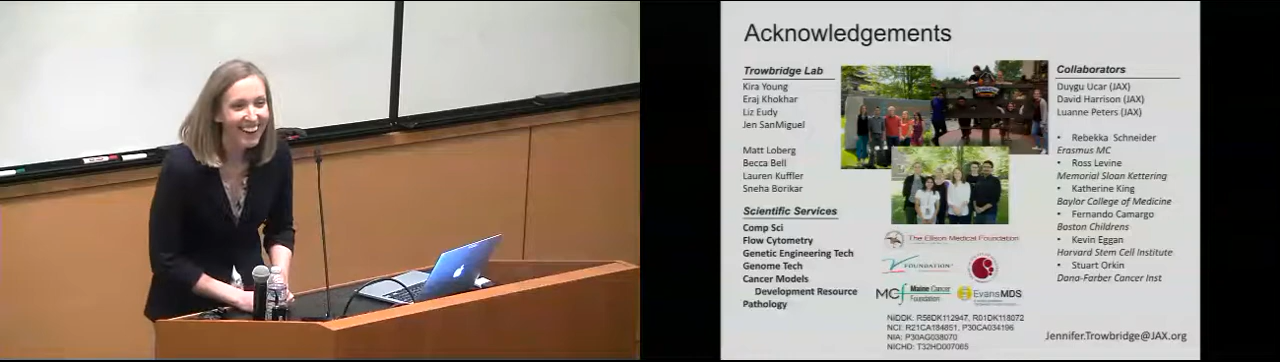 Acknowledgements
Trowbridge Lab
Kira Young
Eraj Khokhar
Liz Eudy
Jen SanMiguel
Matt Loberg
Becca Bell
Lauren Kuffler
Sneha Borikar
Scientific Services
Comp Sci
Flow Cytometry
Genetic Engineering Tech
Genome Tech
Cancer Models
Development Resource
Pathology
The Ellison Medical Foundation
V FOUNDATION
MCf Maine Cancer
Foundation
EvansMDS
NIDDK: R56DK112947, R01DK118072
NCI: R21CA184851, P30CA034196
NIA: P30AG038070
NICHD: T32HD007065
Collaborators
Duygu Ucar (JAX)
David Harrison (JAX)
Luanne Peters (JAX)
• Rebekka Schneider
Erasmus MC
• Ross Levine
Memorial Sloan Kettering
• Katherine King
Baylor College of Medicine
• Fernando Camargo
Boston Childrens
• Kevin Eggan
Harvard Stem Cell Institute
• Stuart Orkin
Dana-Farber Cancer Inst
Jennifer.Trowbridge@JAX.org